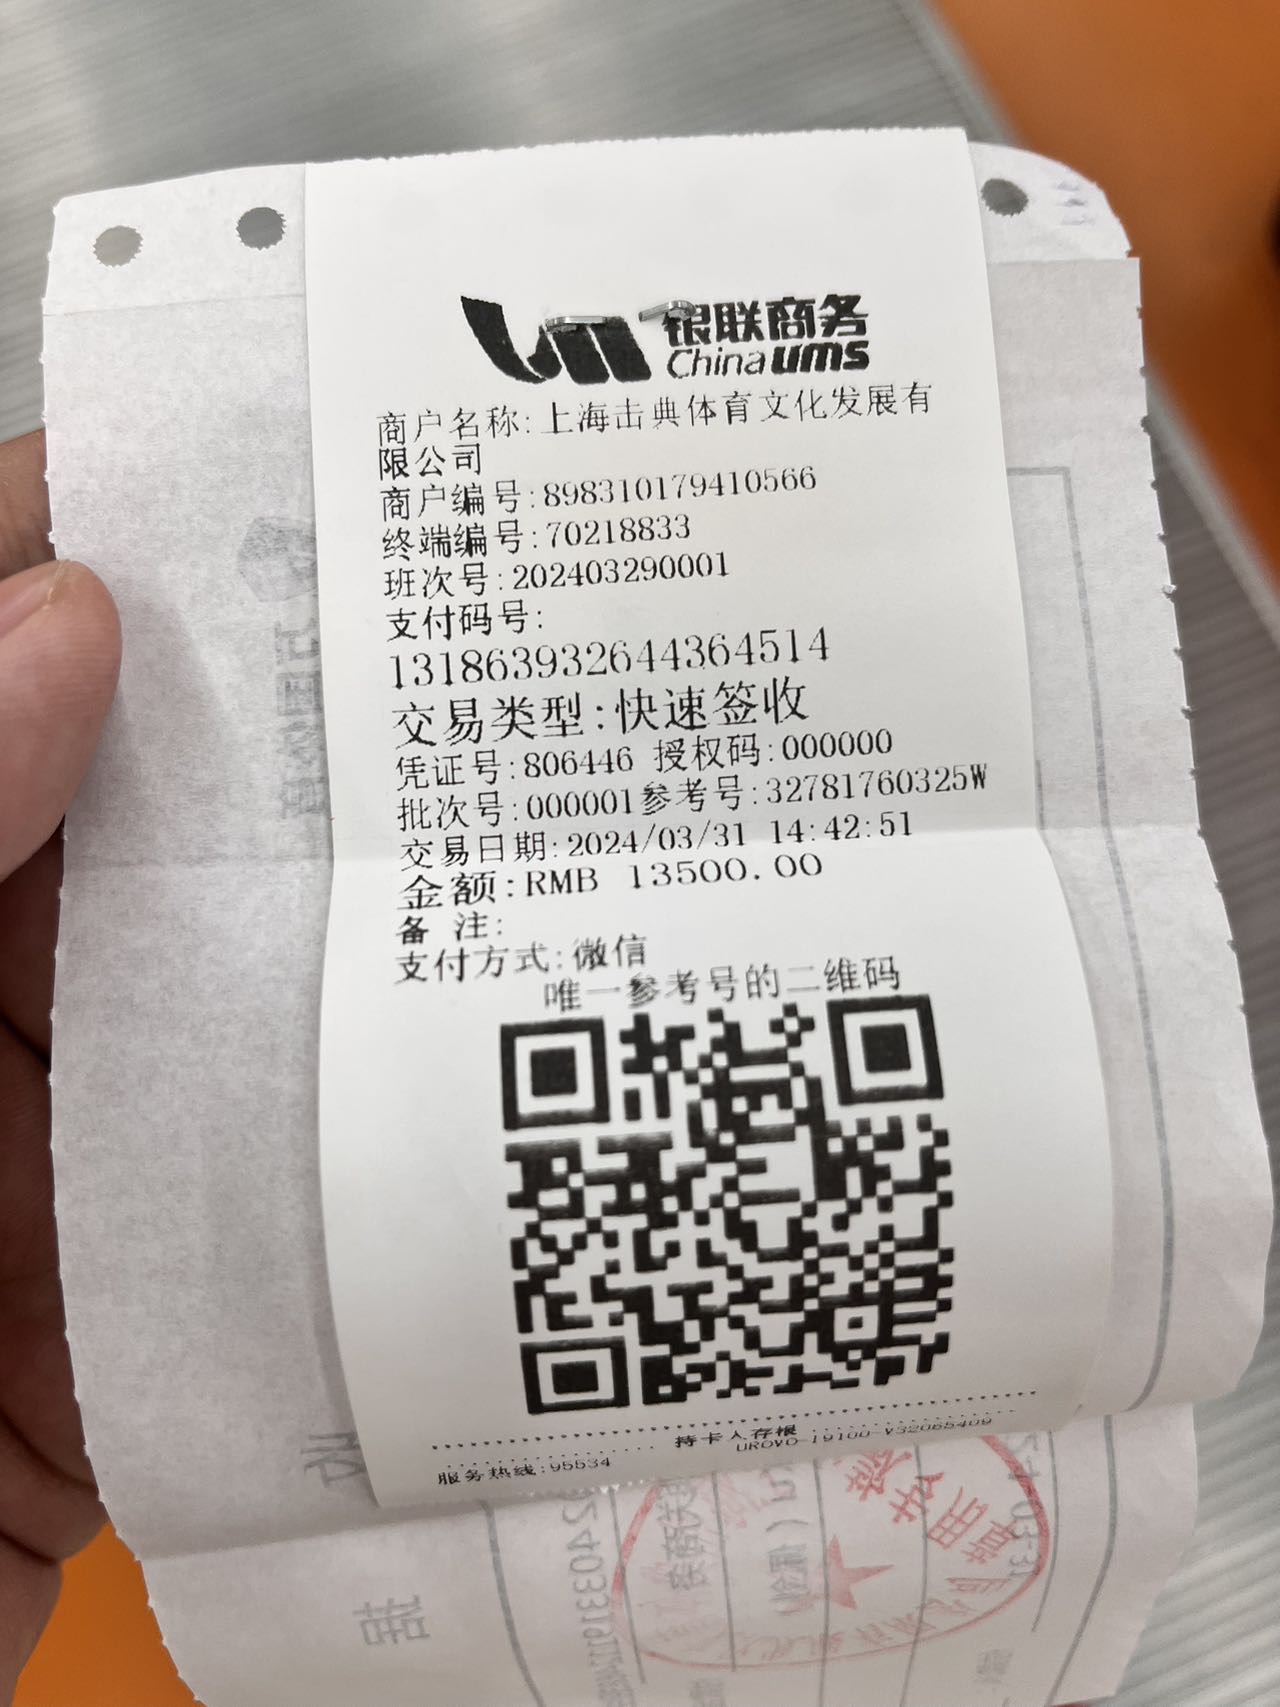 银联商务
China ums
商户名称:上海击典体育文化发展有
限公司
商户编号:898310179410566
终端编号:70218833
班次号:202403290001
支付码号:
131863932644364514
交易类型:快速签收
凭证号:806446 授权码:000000
批次号:000001参考号:32781760325W
交易日期:2024/03/31 14:42:51
金额:RMB 13500.00
备 注:
支付方式:微信
唯一参考号的二维码
持卡人存根
UROVO-I9100-V32065409
服务热线:95534